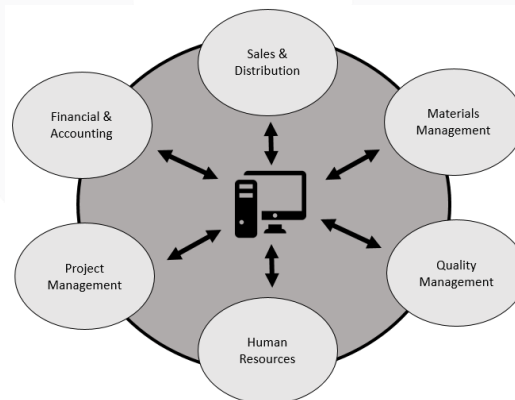 Sales &
Distribution
Financial &
Accounting
Materials
Management
Project
Management
Quality
Management
Human
Resources